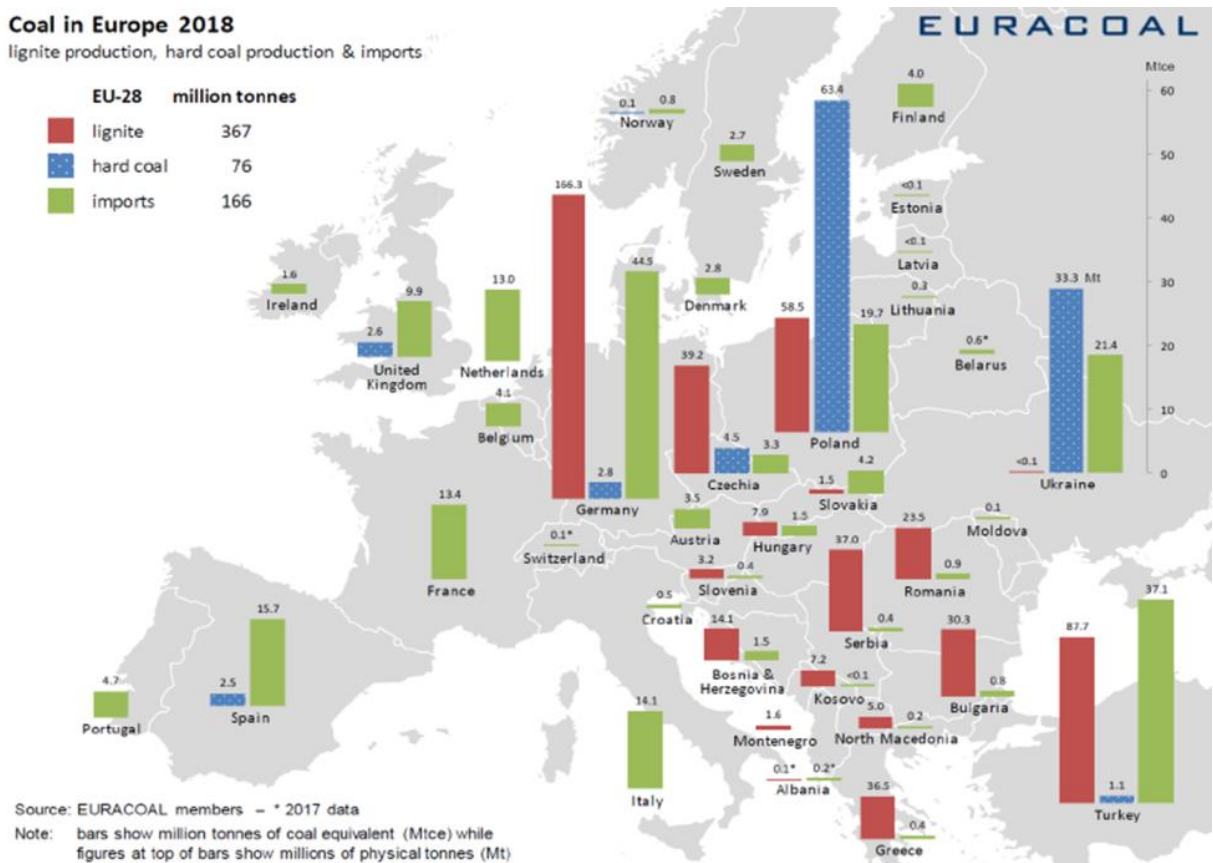 Coal in Europe 2018
lignite production, hard coal production & imports
EURACOAL
EU-28 million tonnes
lignite 367
hard coal 76
imports 166
Mtce
60
50
40
30
20
10
0
0.1 0.8
Norway
4.0
Finland
2.7
Sweden
<0.1
Estonia
<0.1
Latvia
0.3
Lithuania
0.6*
Belarus
1.6
Ireland
2.6 9.9
United
Kingdom
13.0
Netherlands
4.1
Belgium
166.3 2.8 44.5
Germany
2.8
Denmark
58.5 63.4 19.7
Poland
39.2 4.5 3.3
Czechia
1.5 4.2
Slovakia
<0.1 33.3 Mt 21.4
Ukraine
13.4
France
0.1*
Switzerland
3.5
Austria
7.9 1.5
Hungary
0.1
Moldova
3.2 0.4
Slovenia
0.5
Croatia
37.0 0.4
Serbia
23.5 0.9
Romania
14.1 1.5
Bosnia &
Herzegovina
7.2 <0.1
Kosovo
30.3 0.8
Bulgaria
4.7
Portugal
2.5 15.7
Spain
14.1
Italy
1.6
Montenegro
5.0 0.2
North Macedonia
0.1* 0.2*
Albania
36.5 0.4
Greece
87.7 1.1 37.1
Turkey
Source: EURACOAL members – * 2017 data
Note: bars show million tonnes of coal equivalent (Mtce) while
figures at top of bars show millions of physical tonnes (Mt)